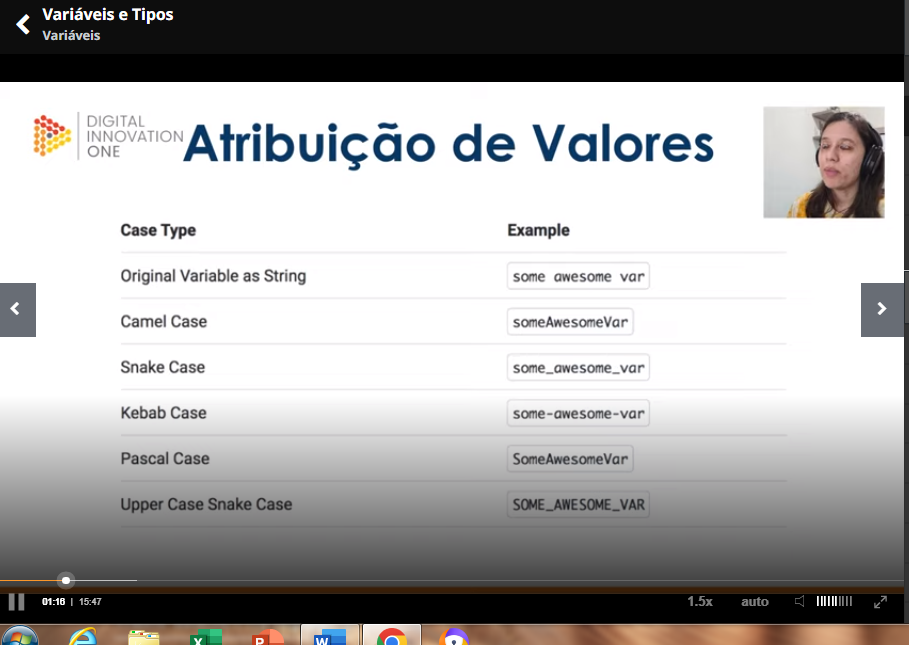 Variáveis e Tipos
Variáveis
DIGITAL
INNOVATION
ONE
Atribuição de Valores
Case Type Example
Original Variable as String some awesome var
Camel Case someAwesomeVar
Snake Case some_awesome_var
Kebab Case some-awesome-var
Pascal Case SomeAwesomeVar
Upper Case Snake Case SOME_AWESOME_VAR
01:16 | 15:47 1.5x auto
X P W